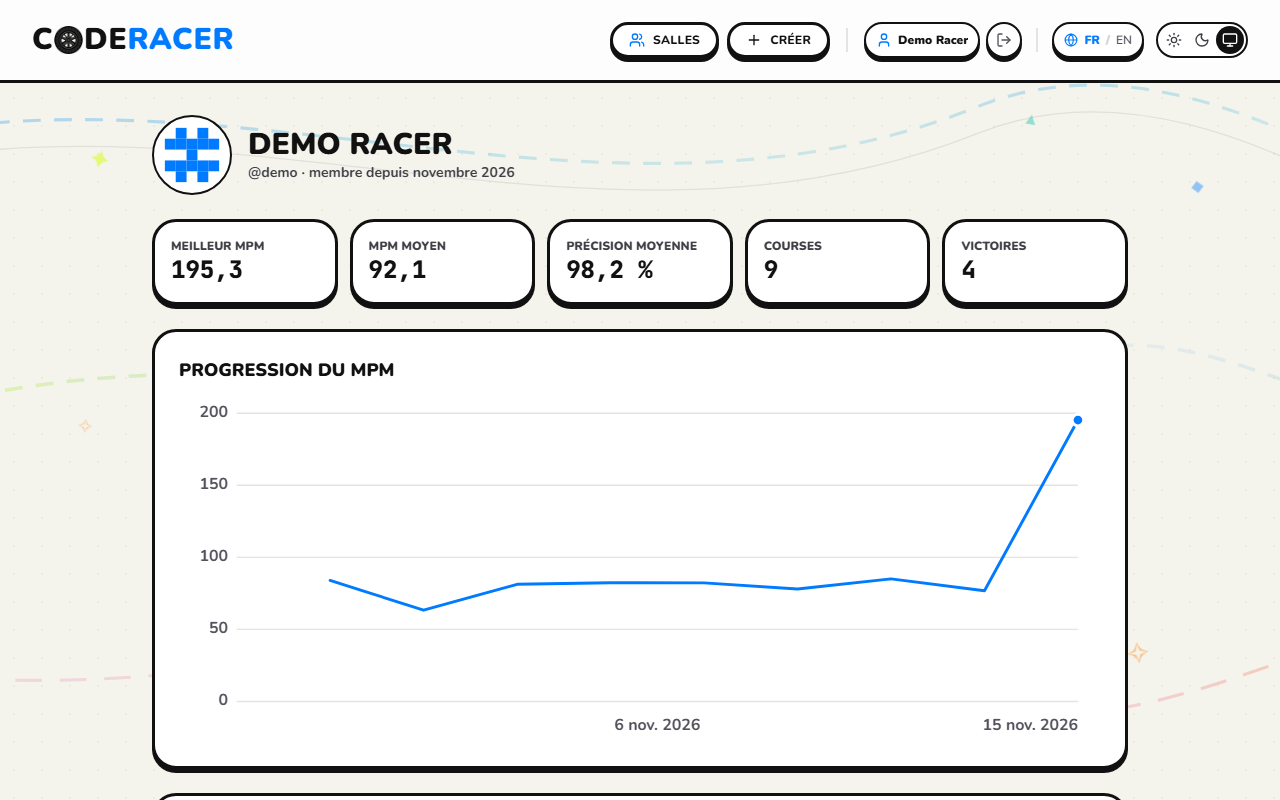 CODERACER
SALLES
CRÉER
Demo Racer
FR / EN
DEMO RACER
@demo · membre depuis novembre 2026
MEILLEUR MPM
195,3
MPM MOYEN
92,1
PRÉCISION MOYENNE
98,2 %
COURSES
9
VICTOIRES
4
PROGRESSION DU MPM
200
150
100
50
0
6 nov. 2026
15 nov. 2026